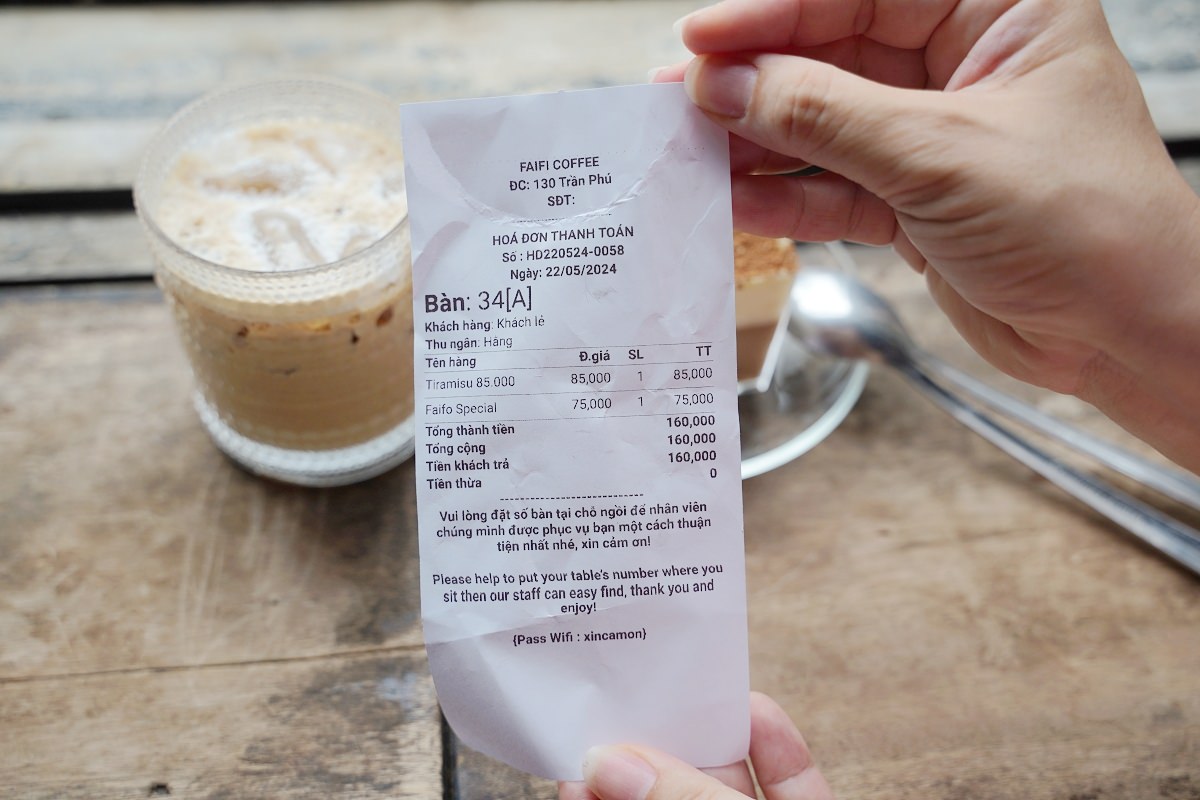 FAIFI COFFEE
ĐC: 130 Trần Phú
SĐT:
HOÁ ĐƠN THANH TOÁN
Số : HD220524-0058
Ngày: 22/05/2024
Bàn: 34[A]
Khách hàng: Khách lẻ
Thu ngân: Hằng
Tên hàng Đ.giá SL TT
Tiramisu 85.000 85,000 1 85,000
Faifo Special 75,000 1 75,000
Tổng thành tiền 160,000
Tổng cộng 160,000
Tiền khách trả 160,000
Tiền thừa 0
Vui lòng đặt số bàn tại chỗ ngồi để nhân viên
chúng mình được phục vụ bạn một cách thuận
tiện nhất nhé, xin cảm ơn!
Please help to put your table's number where you
sit then our staff can easy find, thank you and
enjoy!
{Pass Wifi : xincamon}